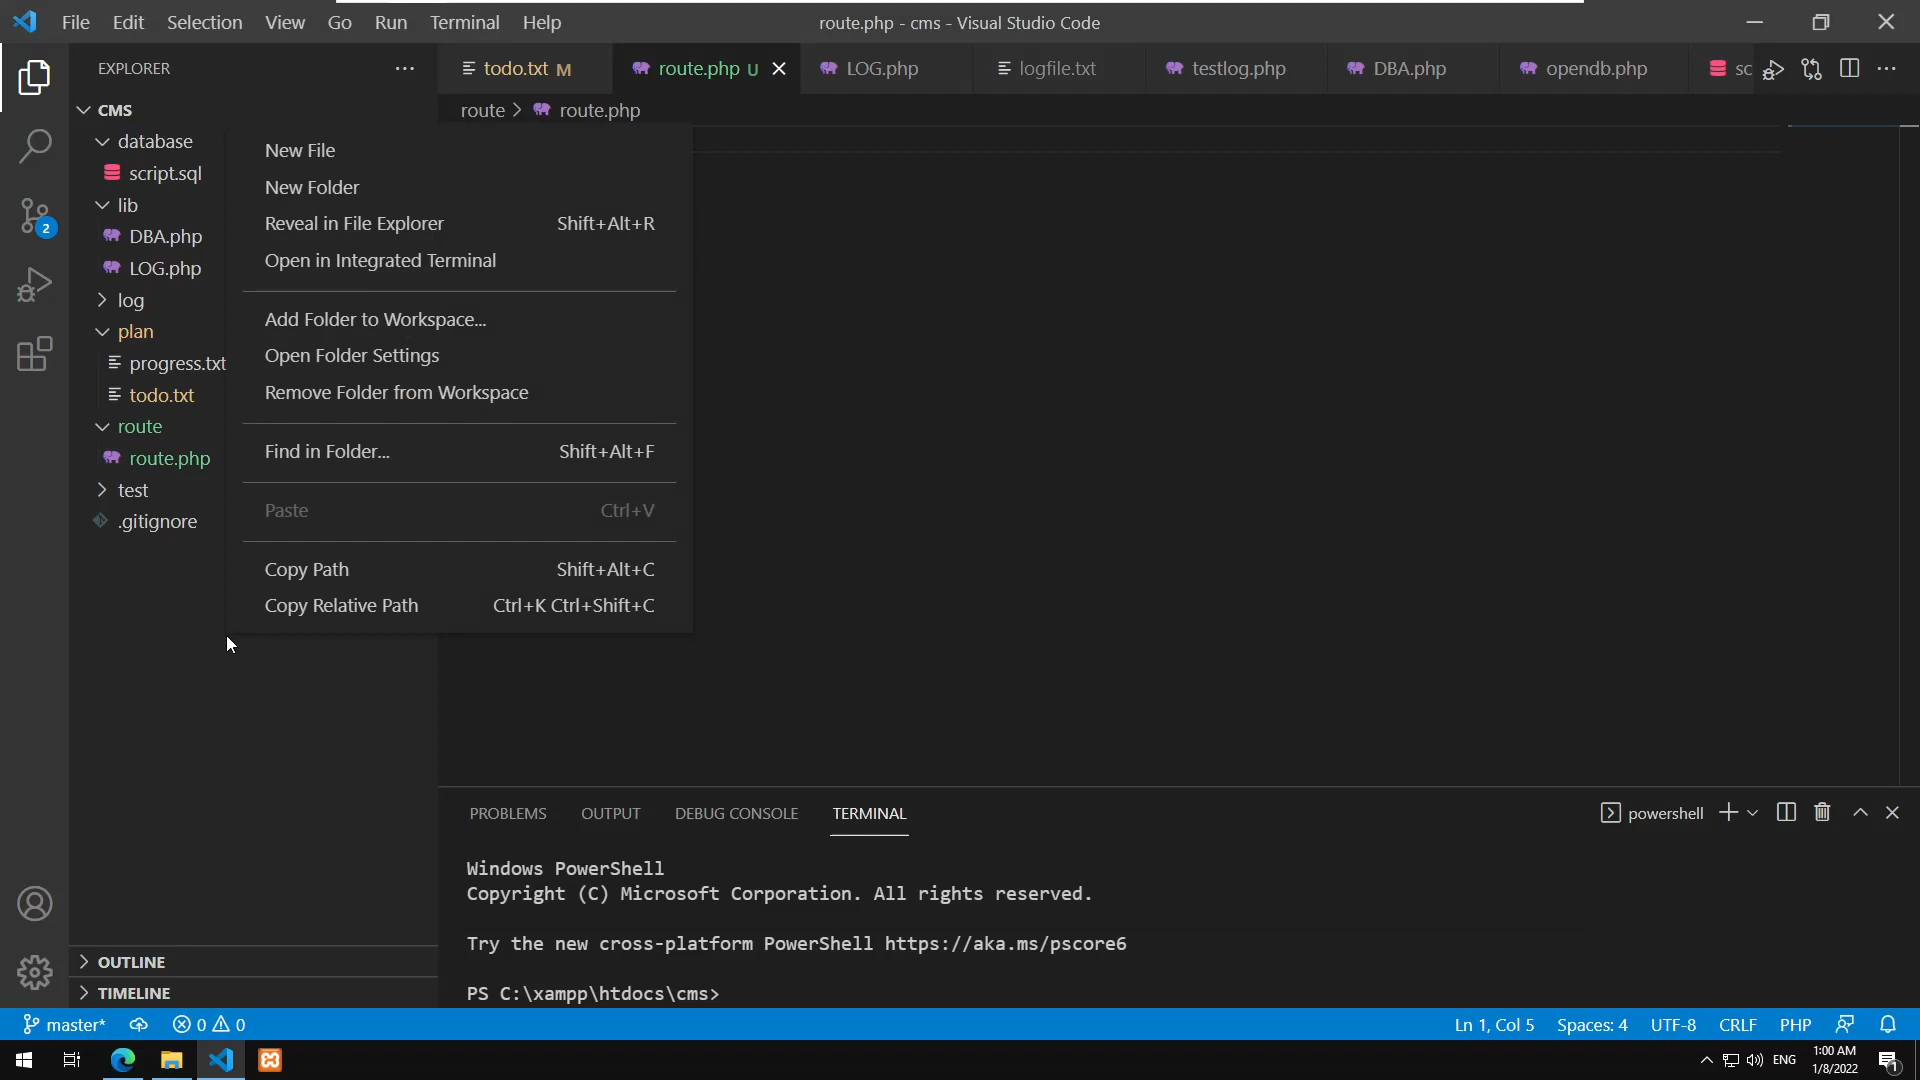 File Edit Selection View Go Run Terminal Help
route.php - cms - Visual Studio Code
EXPLORER
todo.txt M
route.php U
LOG.php
logfile.txt
testlog.php
DBA.php
opendb.php
sc
CMS
route > route.php
database
script.sql
lib
DBA.php
LOG.php
log
plan
progress.txt
todo.txt
route
route.php
test
.gitignore
New File
New Folder
Reveal in File Explorer Shift+Alt+R
Open in Integrated Terminal
Add Folder to Workspace...
Open Folder Settings
Remove Folder from Workspace
Find in Folder... Shift+Alt+F
Paste Ctrl+V
Copy Path Shift+Alt+C
Copy Relative Path Ctrl+K Ctrl+Shift+C
PROBLEMS OUTPUT DEBUG CONSOLE TERMINAL
powershell
Windows PowerShell
Copyright (C) Microsoft Corporation. All rights reserved.
Try the new cross-platform PowerShell https://aka.ms/pscore6
PS C:\xampp\htdocs\cms>
OUTLINE
TIMELINE
2
master* 0 0
Ln 1, Col 5 Spaces: 4 UTF-8 CRLF PHP
ENG
1:00 AM
1/8/2022
1